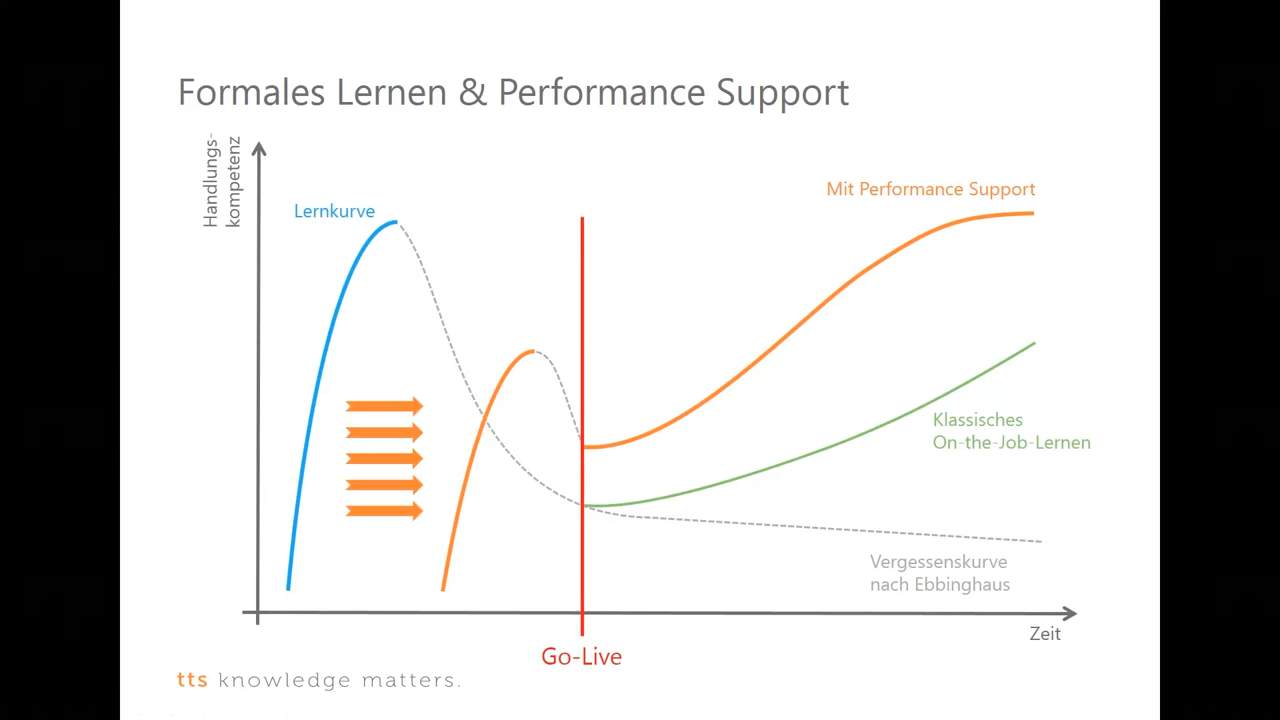 Formales Lernen & Performance Support
Handlungs-
kompetenz
Lernkurve
Mit Performance Support
Klassisches
On-the-Job-Lernen
Vergessenskurve
nach Ebbinghaus
Zeit
Go-Live
tts knowledge matters.